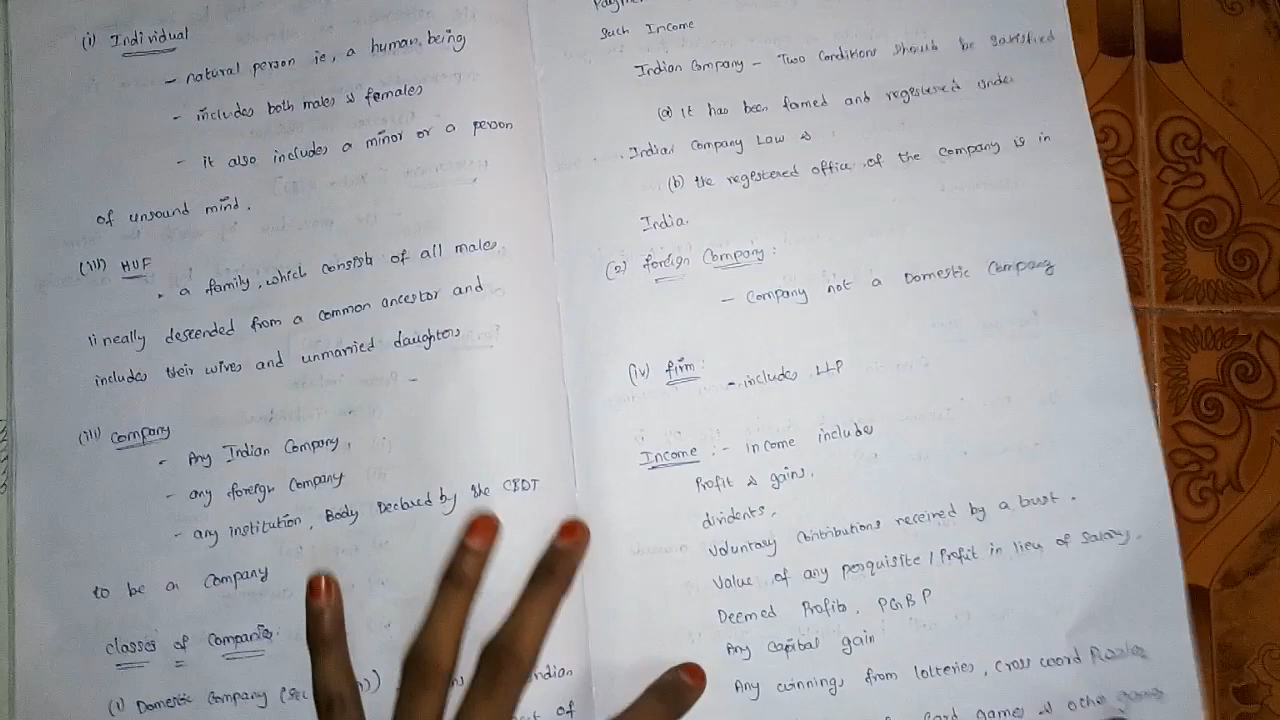 (i) Individual
- natural person ie, a human being
- includes both males & females
- it also includes a minor or a person
of unsound mind.
(iii) HUF
. a family, which consists of all males
lineally descended from a common ancestor and
includes their wives and unmarried daughters
(iii) Company
- Any Indian Company,
- any foreign Company
- any institution, Body Declared by the CBDT
to be a Company
classes of Companies:
(1) Domestic Company
ndian
of
such Income
Indian Company - Two Conditions should be satisfied
(a) it has been formed and regestered under
Indian Company Law &
(b) the regestered office of the Company is in
India.
(2) foreign Company:
- Company not a Domestic Company
(iv) firm:
- includes LLP
Income :- Income includes
Profit & gains,
dividents,
Voluntary Contributions received by a trust.
Value of any perquisite / Profit in lieu of Salary,
Deemed Profits, PGBP
Any Capital gain
Any winnings from lotteries, Cross word
Card games & other games